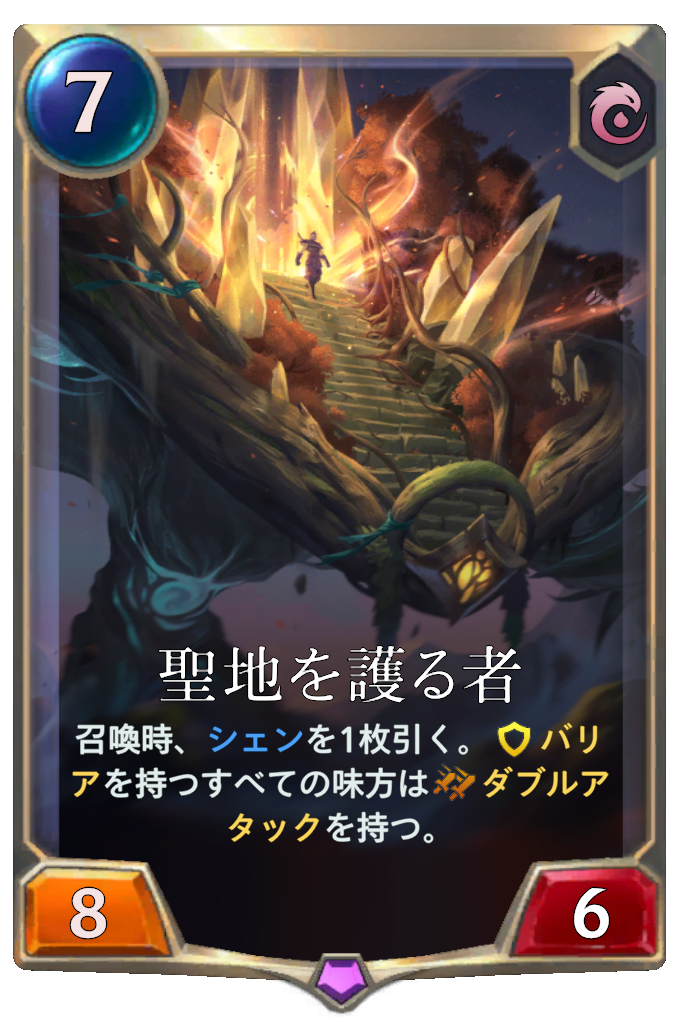 7
聖地を護る者
召喚時、シェンを1枚引く。 バリ
アを持つすべての味方は ダブルア
タックを持つ。
8
6